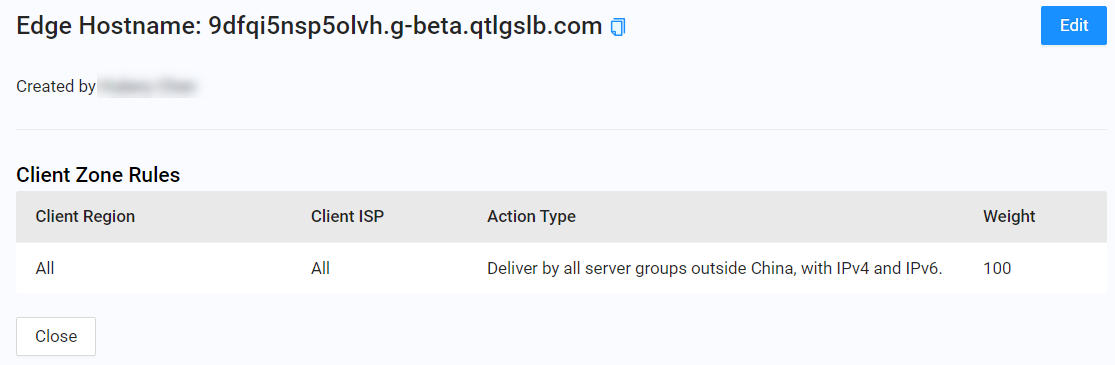 Edge Hostname: 9dfqi5nsp5olvh.g-beta.qtlgslb.com
Edit
Created by
Client Zone Rules
Client Region Client ISP Action Type Weight
All All Deliver by all server groups outside China, with IPv4 and IPv6. 100
Close